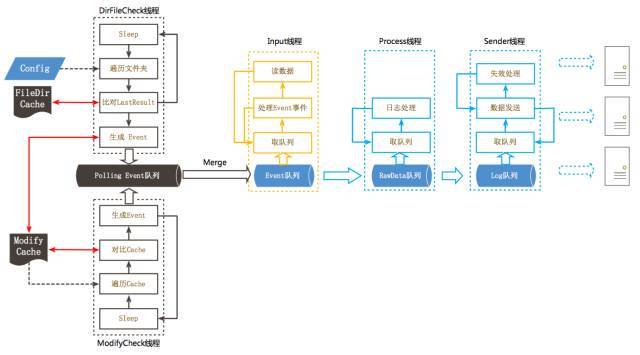 DirFileCheck线程
Sleep
Config
遍历文件夹
FileDir
Cache
比对LastResult
生成 Event
Polling Event队列
Merge
Input线程
读数据
处理Event事件
取队列
Event队列
Process线程
日志处理
取队列
RawData队列
Sender线程
失效处理
数据发送
取队列
Log队列
生成Event
Modify
Cache
对比Cache
遍历Cache
Sleep
ModifyCheck线程